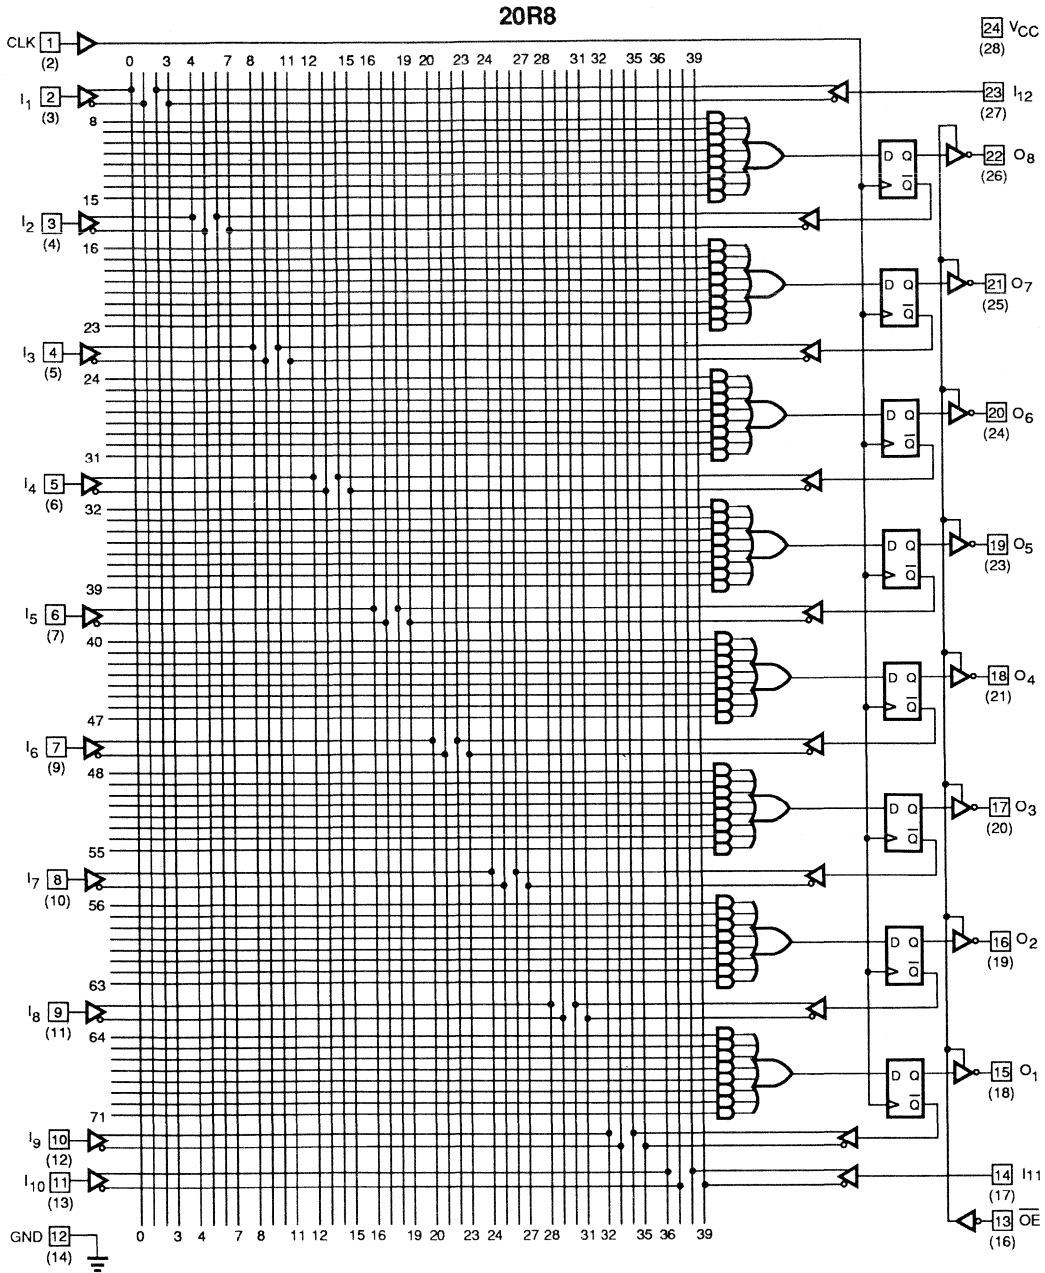 20R8
CLK 1 24 VCC
(2) (28)
0 3 4 7 8 11 12 15 16 19 20 23 24 27 28 31 32 35 36 39
I1 2 23 I12
(3) (27)
8
D Q 22 O8
Q (26)
15
I2 3
(4)
16
D Q 21 O7
Q (25)
23
I3 4
(5)
24
D Q 20 O6
Q (24)
31
I4 5
(6)
32
D Q 19 O5
Q (23)
39
I5 6
(7)
40
D Q 18 O4
Q (21)
47
I6 7
(9)
48
D Q 17 O3
Q (20)
55
I7 8
(10)
56
D Q 16 O2
Q (19)
63
I8 9
(11)
64
D Q 15 O1
Q (18)
71
I9 10
(12)
I10 11 14 I11
(13) (17)
13 OE
(16)
GND 12
(14)
0 3 4 7 8 11 12 15 16 19 20 23 24 27 28 31 32 35 36 39